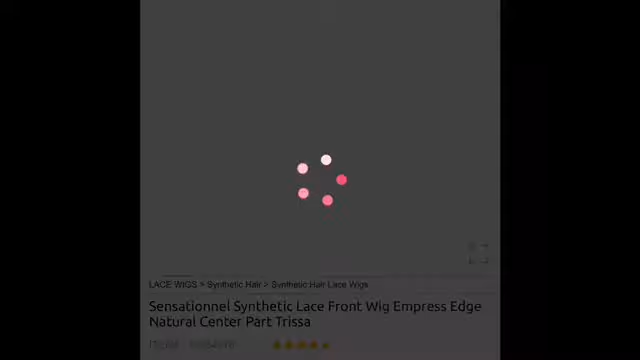 LACE WIGS > Synthetic Hair > Synthetic Hair Lace Wigs
Sensationnel Synthetic Lace Front Wig Empress Edge
Natural Center Part Trissa